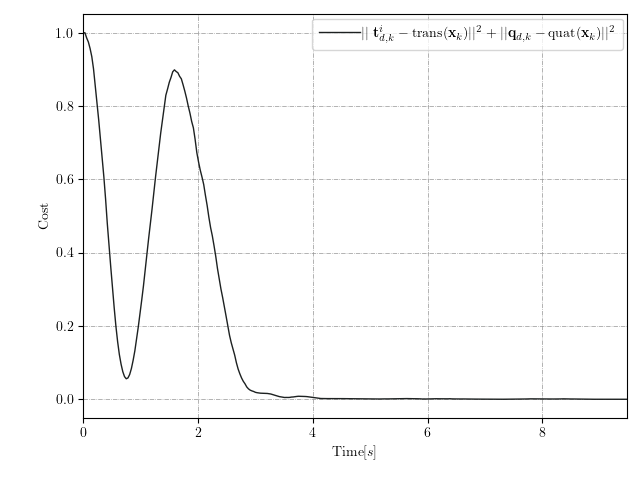 || t^i_{d,k} − trans(x_k)||^2 + ||q_{d,k} − quat(x_k)||^2
1.0
0.8
0.6
0.4
0.2
0.0
Cost
0 2 4 6 8
Time[s]